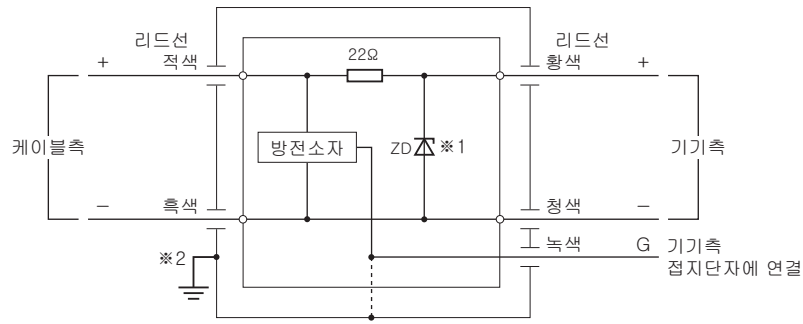 리드선
적색
22Ω
리드선
황색
+
+
케이블측
방전소자
ZD
※1
기기측
−
흑색
청색
−
※2
녹색
G
기기측
접지단자에 연결